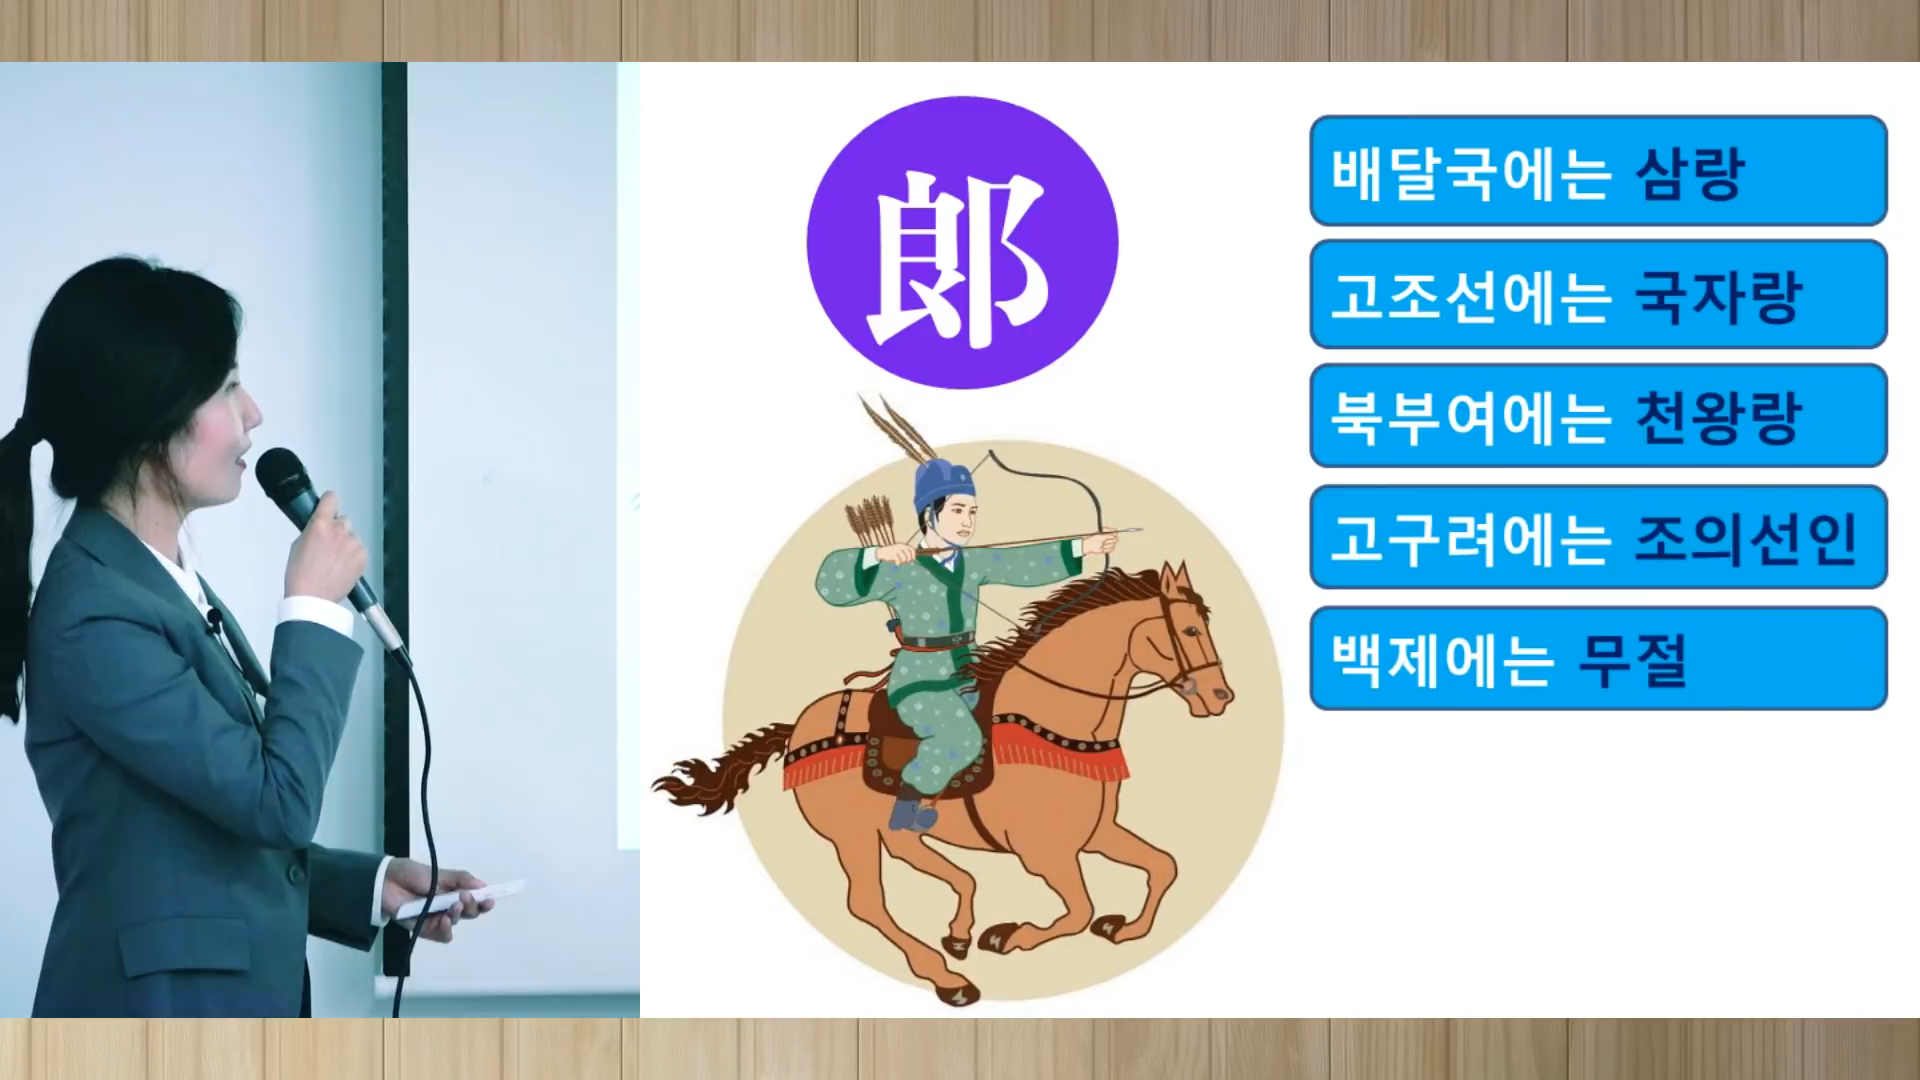 郎
배달국에는 삼랑
고조선에는 국자랑
북부여에는 천왕랑
고구려에는 조의선인
백제에는 무절